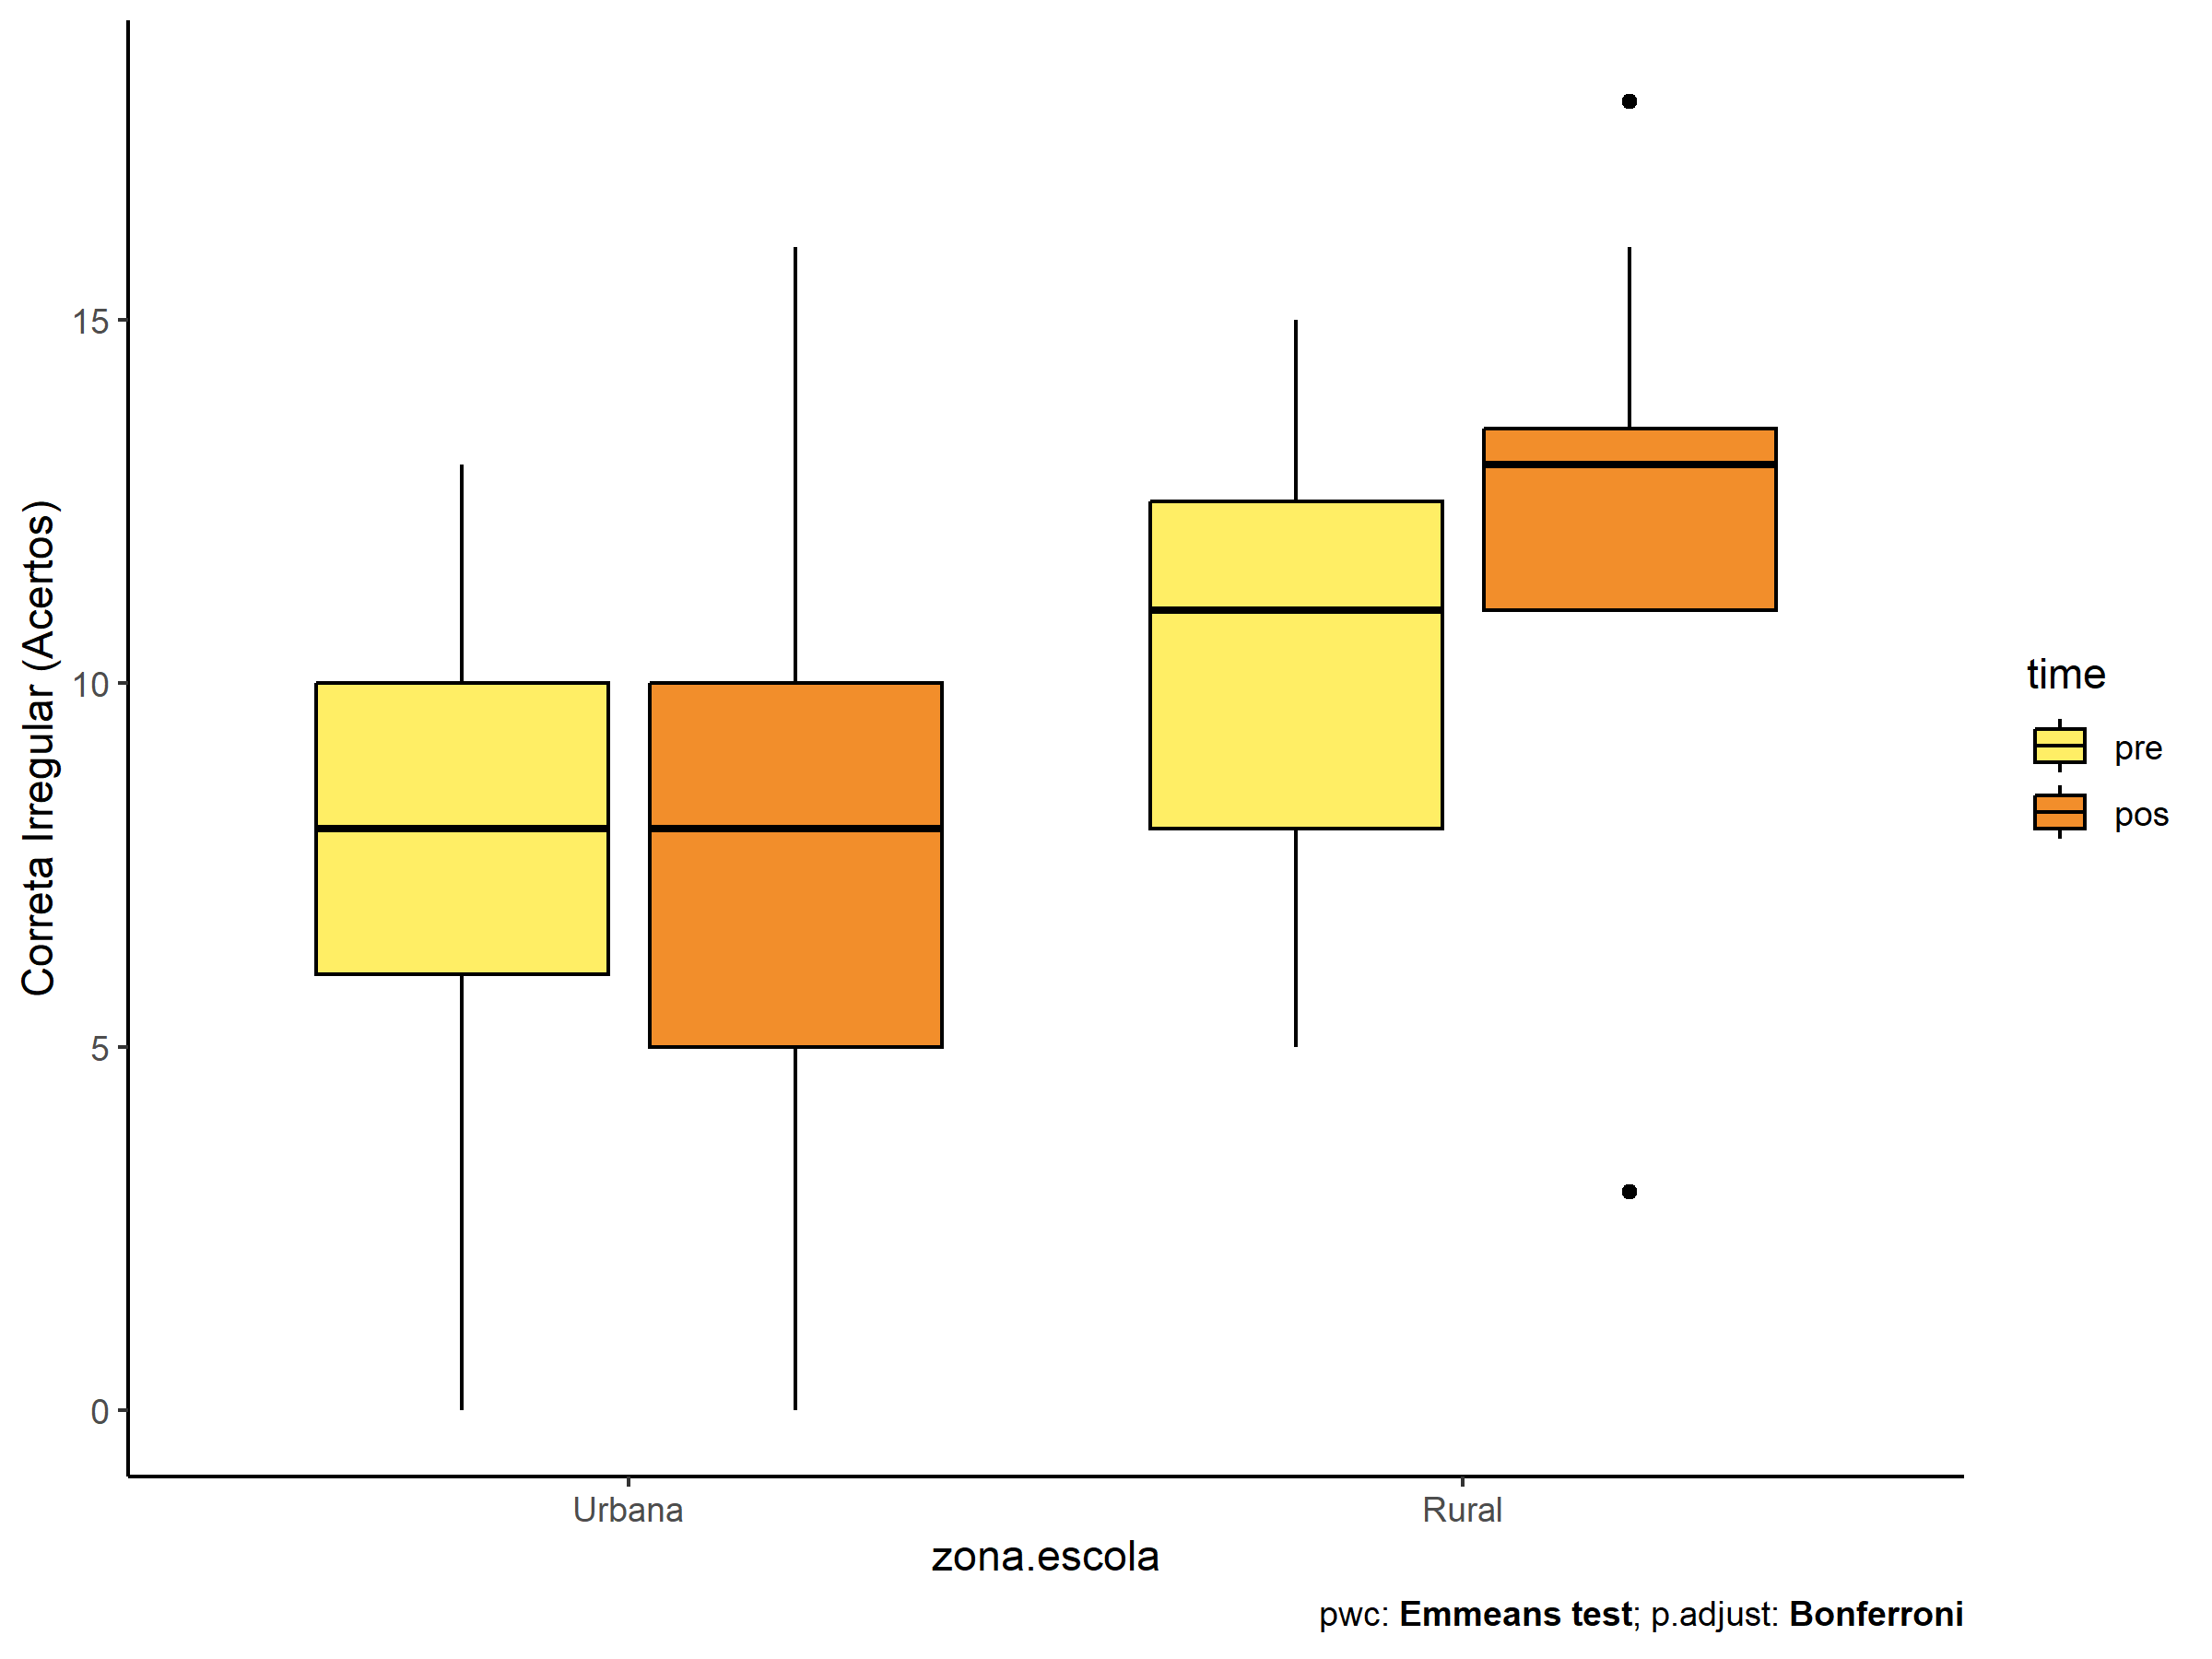 Correta Irregular (Acertos)
15
10
5
0
Urbana
Rural
zona.escola
time
pre
pos
pwc: Emmeans test; p.adjust: Bonferroni